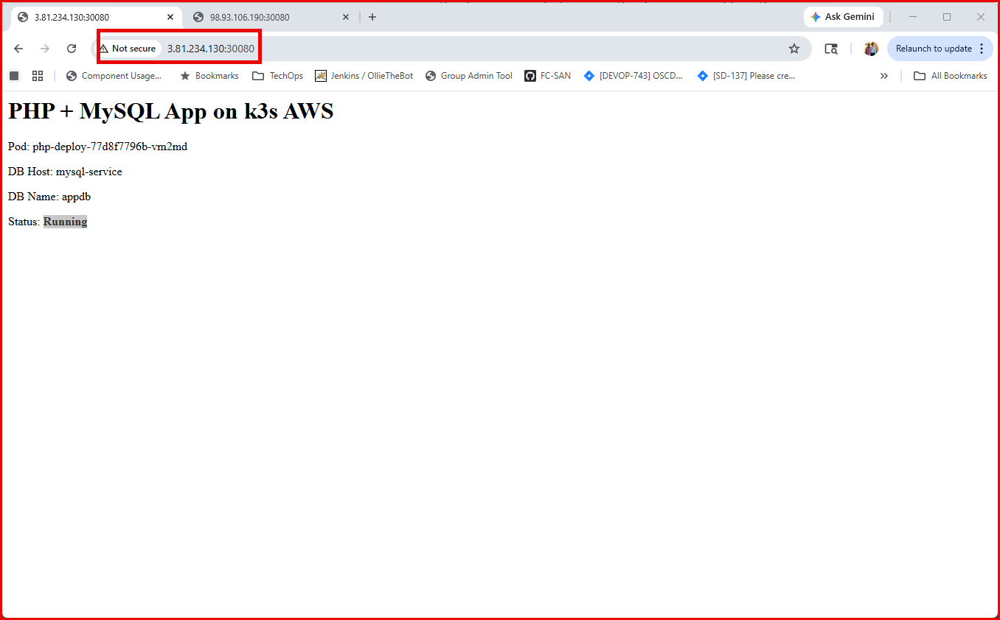 3.81.234.130:30080
98.93.106.190:30080
Ask Gemini
Not secure
3.81.234.130:30080
Relaunch to update
Component Usage...
Bookmarks
TechOps
Jenkins / OllieTheBot
Group Admin Tool
FC-SAN
[DEVOP-743] OSCD...
[SD-137] Please cre...
All Bookmarks
PHP + MySQL App on k3s AWS
Pod: php-deploy-77d8f7796b-vm2md
DB Host: mysql-service
DB Name: appdb
Status: Running